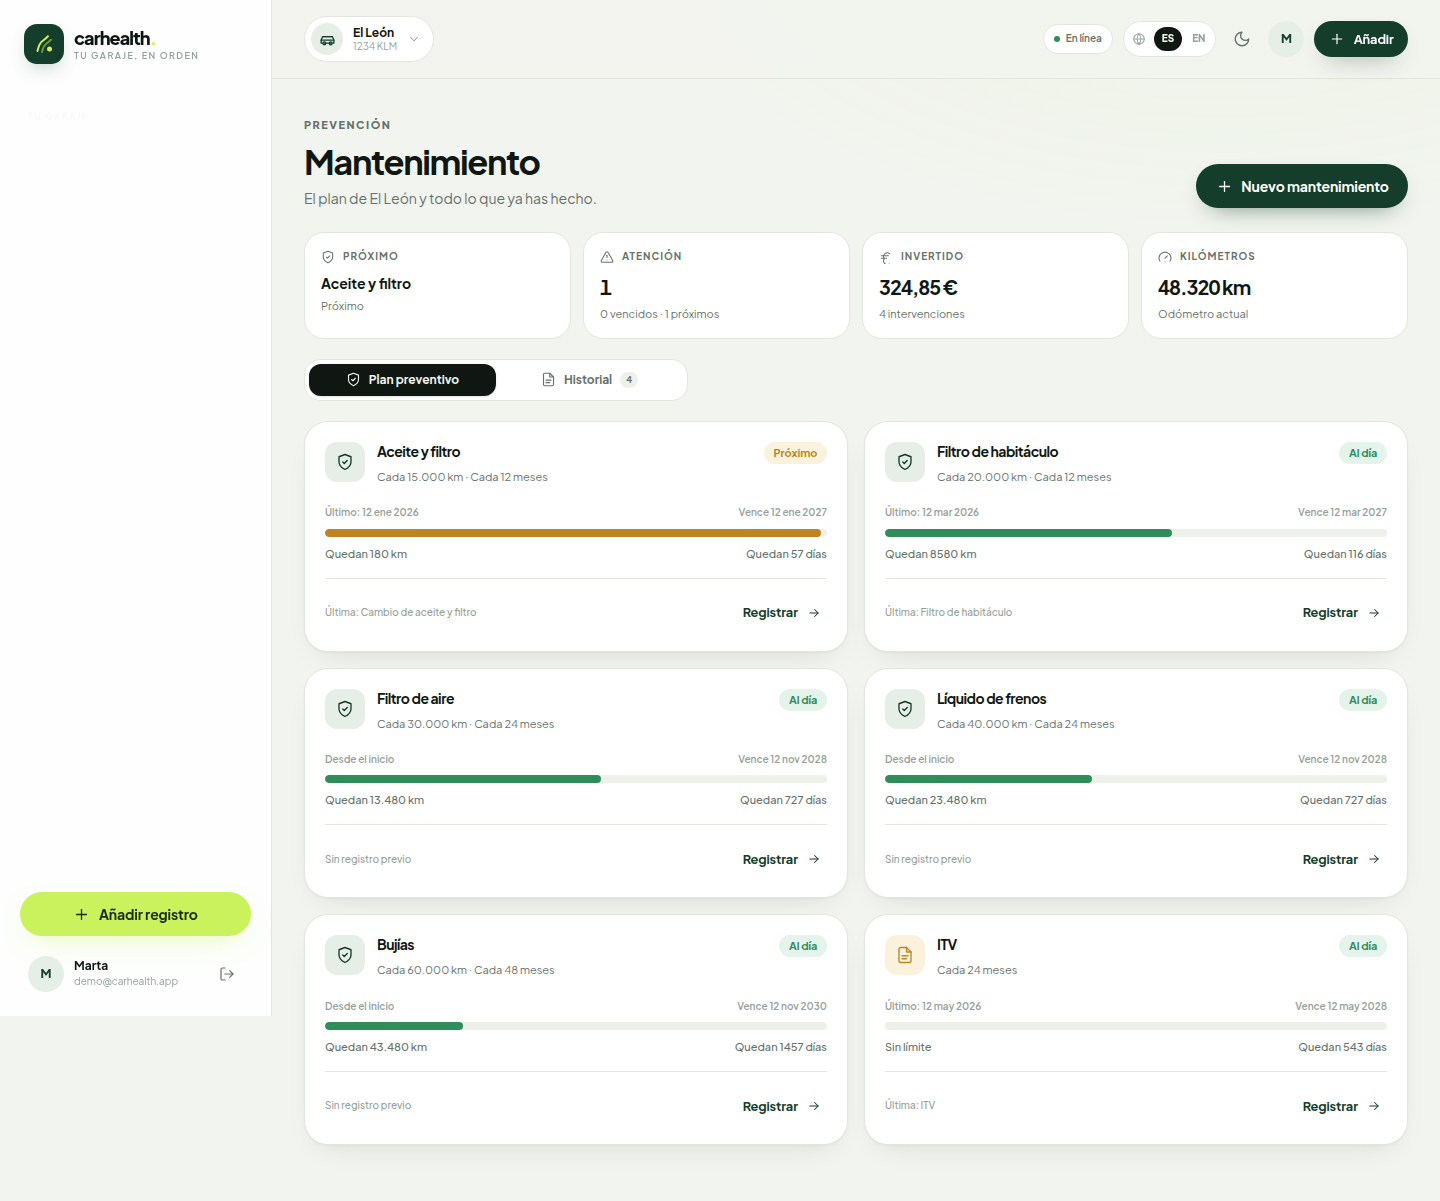 carhealth.
TU GARAJE, EN ORDEN
TU GARAJE
Añadir registro
M
Marta
demo@carhealth.app
El León
1234 KLM
En línea
ES
EN
M
Añadir
PREVENCIÓN
Mantenimiento
El plan de El León y todo lo que ya has hecho.
Nuevo mantenimiento
PRÓXIMO
Aceite y filtro
Próximo
ATENCIÓN
1
0 vencidos · 1 próximos
INVERTIDO
324,85 €
4 intervenciones
KILÓMETROS
48.320 km
Odómetro actual
Plan preventivo
Historial 4
Aceite y filtro
Próximo
Cada 15.000 km · Cada 12 meses
Último: 12 ene 2026
Vence 12 ene 2027
Quedan 180 km
Quedan 57 días
Última: Cambio de aceite y filtro
Registrar
Filtro de habitáculo
Al día
Cada 20.000 km · Cada 12 meses
Último: 12 mar 2026
Vence 12 mar 2027
Quedan 8580 km
Quedan 116 días
Última: Filtro de habitáculo
Registrar
Filtro de aire
Al día
Cada 30.000 km · Cada 24 meses
Desde el inicio
Vence 12 nov 2028
Quedan 13.480 km
Quedan 727 días
Sin registro previo
Registrar
Líquido de frenos
Al día
Cada 40.000 km · Cada 24 meses
Desde el inicio
Vence 12 nov 2028
Quedan 23.480 km
Quedan 727 días
Sin registro previo
Registrar
Bujías
Al día
Cada 60.000 km · Cada 48 meses
Desde el inicio
Vence 12 nov 2030
Quedan 43.480 km
Quedan 1457 días
Sin registro previo
Registrar
ITV
Al día
Cada 24 meses
Último: 12 may 2026
Vence 12 may 2028
Sin límite
Quedan 543 días
Última: ITV
Registrar